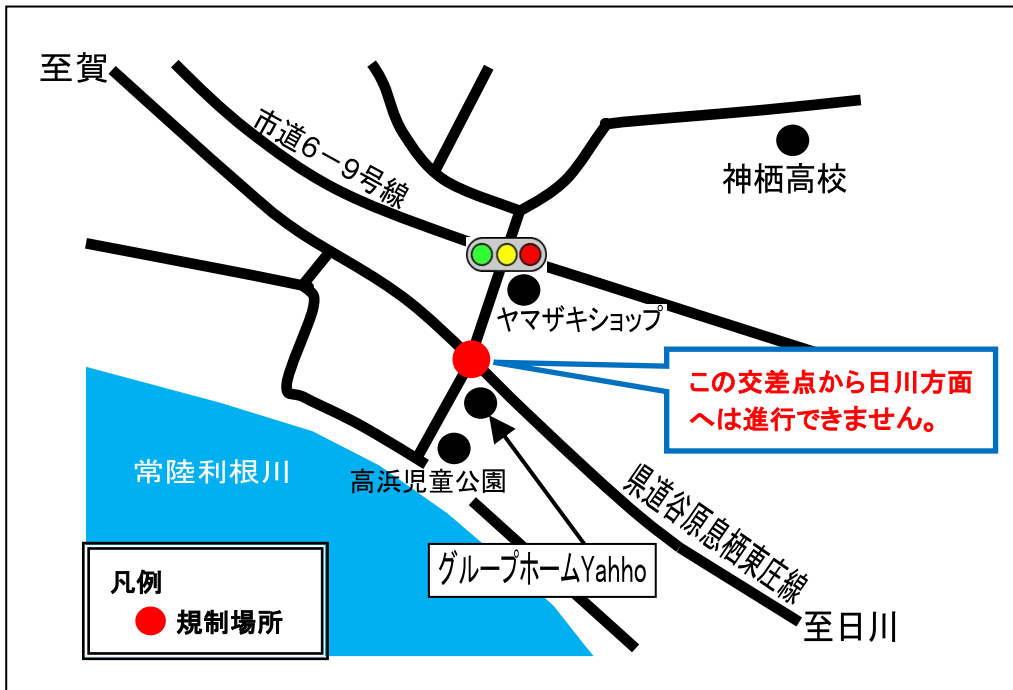 至賀
市道6－9号線
神栖高校
ヤマザキショップ
この交差点から日川方面
へは進行できません。
常陸利根川
高浜児童公園
県道谷原息栖東庄線
グループホームYahho
凡例
規制場所
至日川